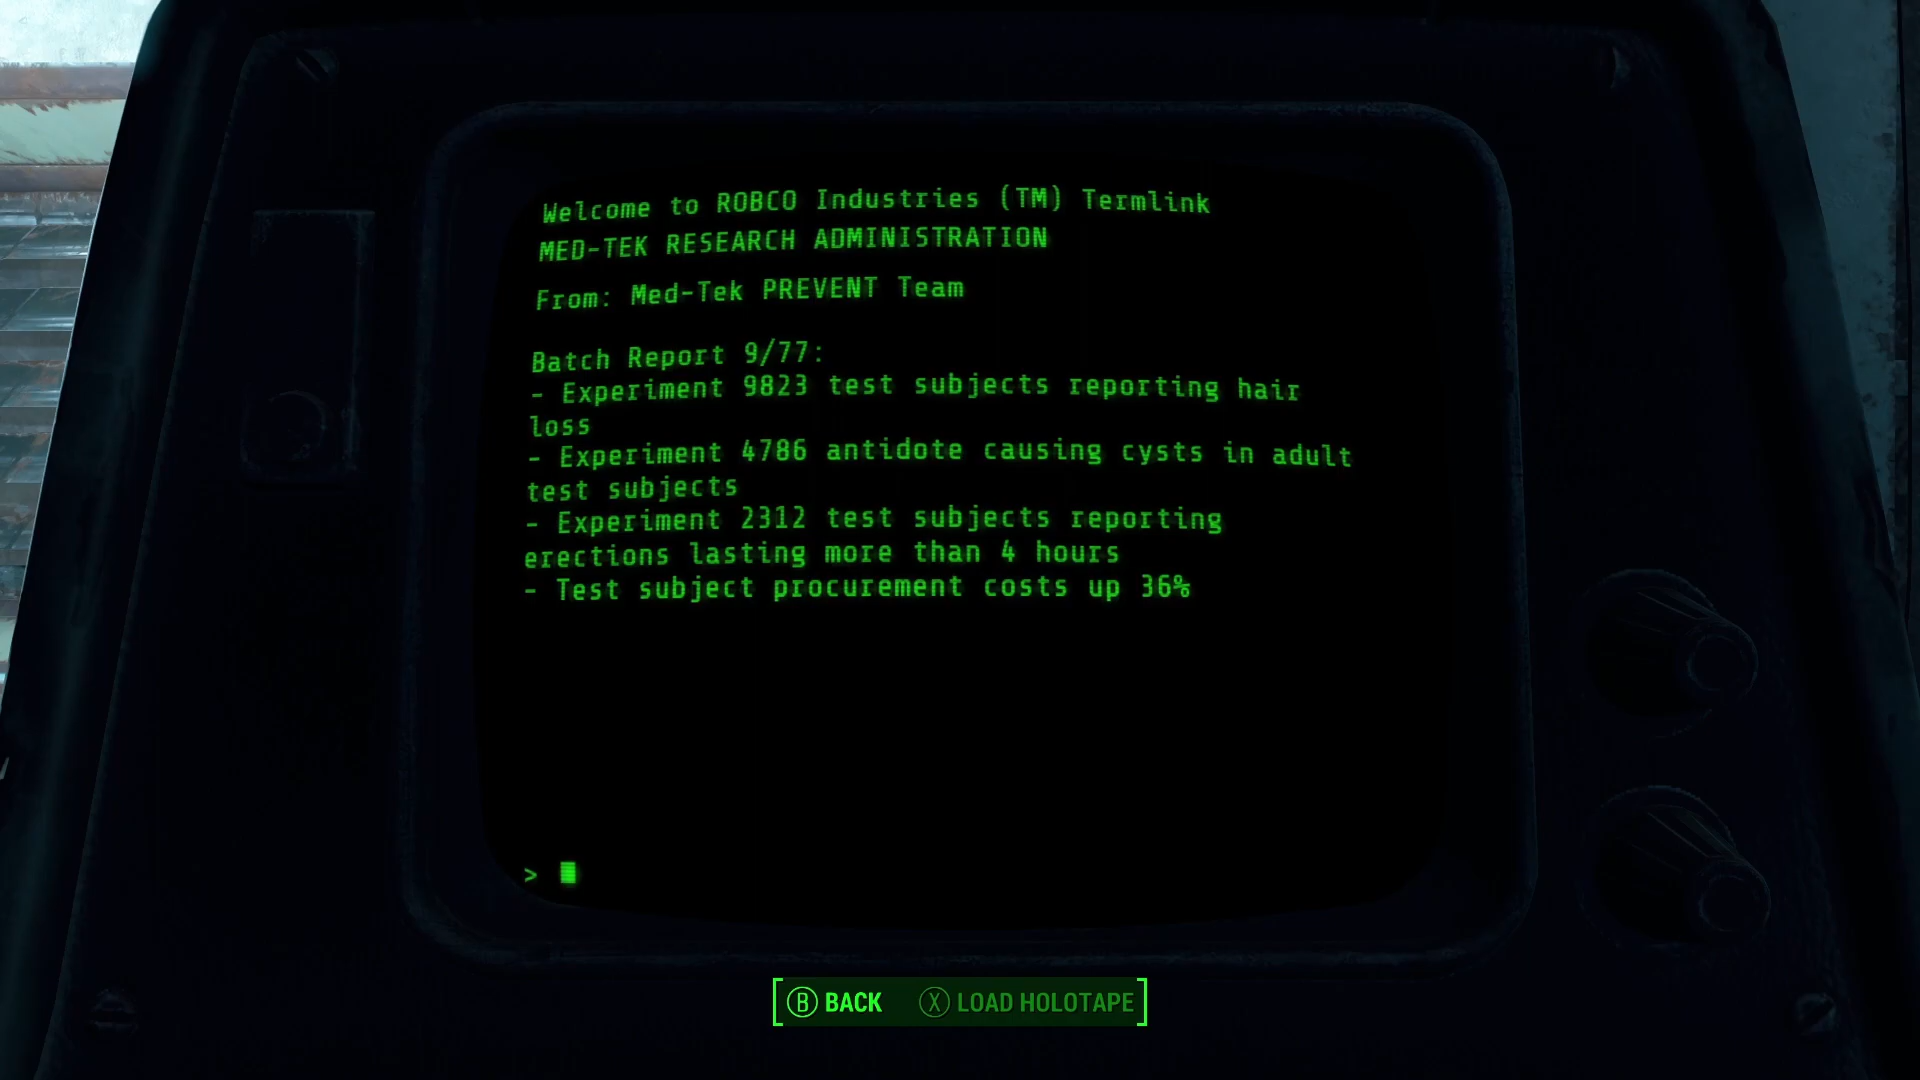 Welcome to ROBCO Industries (TM) Termlink
MED-TEK RESEARCH ADMINISTRATION
From: Med-Tek PREVENT Team
Batch Report 9/77:
- Experiment 9823 test subjects reporting hair
loss
- Experiment 4786 antidote causing cysts in adult
test subjects
- Experiment 2312 test subjects reporting
erections lasting more than 4 hours
- Test subject procurement costs up 36%
>
B BACK X LOAD HOLOTAPE